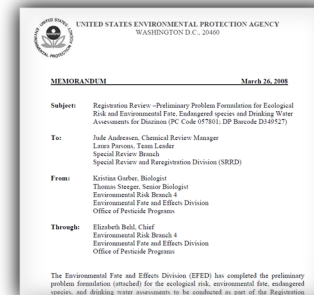 UNITED STATES ENVIRONMENTAL PROTECTION AGENCY
WASHINGTON D.C., 20460
MEMORANDUM March 26, 2008
Subject: Registration Review –Preliminary Problem Formulation for Ecological
Risk and Environmental Fate, Endangered species and Drinking Water
Assessments for Diazinon (PC Code 057801; DP Barcode D349527)
To: Jude Andreasen, Chemical Review Manager
Laura Parsons, Team Leader
Special Review Branch
Special Review and Reregistration Division (SRRD)
From: Kristina Garber, Biologist
Thomas Steeger, Senior Biologist
Environmental Risk Branch 4
Environmental Fate and Effects Division
Office of Pesticide Programs
Through: Elizabeth Behl, Chief
Environmental Risk Branch 4
Environmental Fate and Effects Division
Office of Pesticide Programs
The Environmental Fate and Effects Division (EFED) has completed the preliminary
problem formulation (attached) for the ecological risk, environmental fate, endangered
species, and drinking water assessments to be conducted as part of the Registration